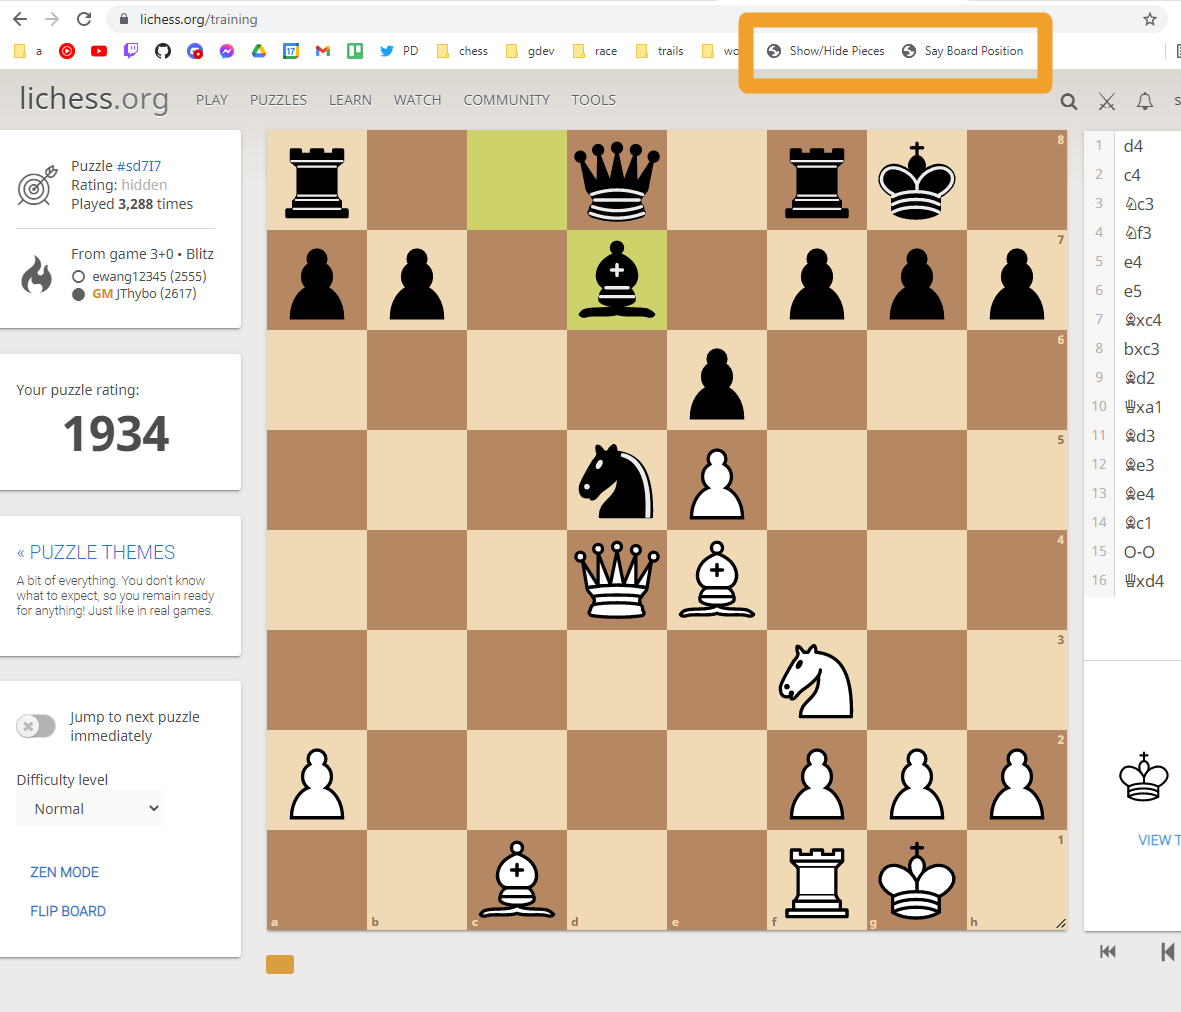 lichess.org/training
a
17
PD
chess
gdev
race
trails
wo
Show/Hide Pieces
Say Board Position
lichess.org
PLAY
PUZZLES
LEARN
WATCH
COMMUNITY
TOOLS
s
Puzzle #sd7I7
Rating: hidden
Played 3,288 times
From game 3+0 • Blitz
ewang12345 (2555)
GM JThybo (2617)
Your puzzle rating:
1934
« PUZZLE THEMES
A bit of everything. You don't know
what to expect, so you remain ready
for anything! Just like in real games.
Jump to next puzzle
immediately
Difficulty level
Normal
ZEN MODE
FLIP BOARD
8
7
6
5
4
3
2
1
a b c d e f g h
1 d4
2 c4
3 ♘c3
4 ♘f3
5 e4
6 e5
7 ♗xc4
8 bxc3
9 ♗d2
10 ♕xa1
11 ♗d3
12 ♗e3
13 ♗e4
14 ♗c1
15 O-O
16 ♕xd4
VIEW T